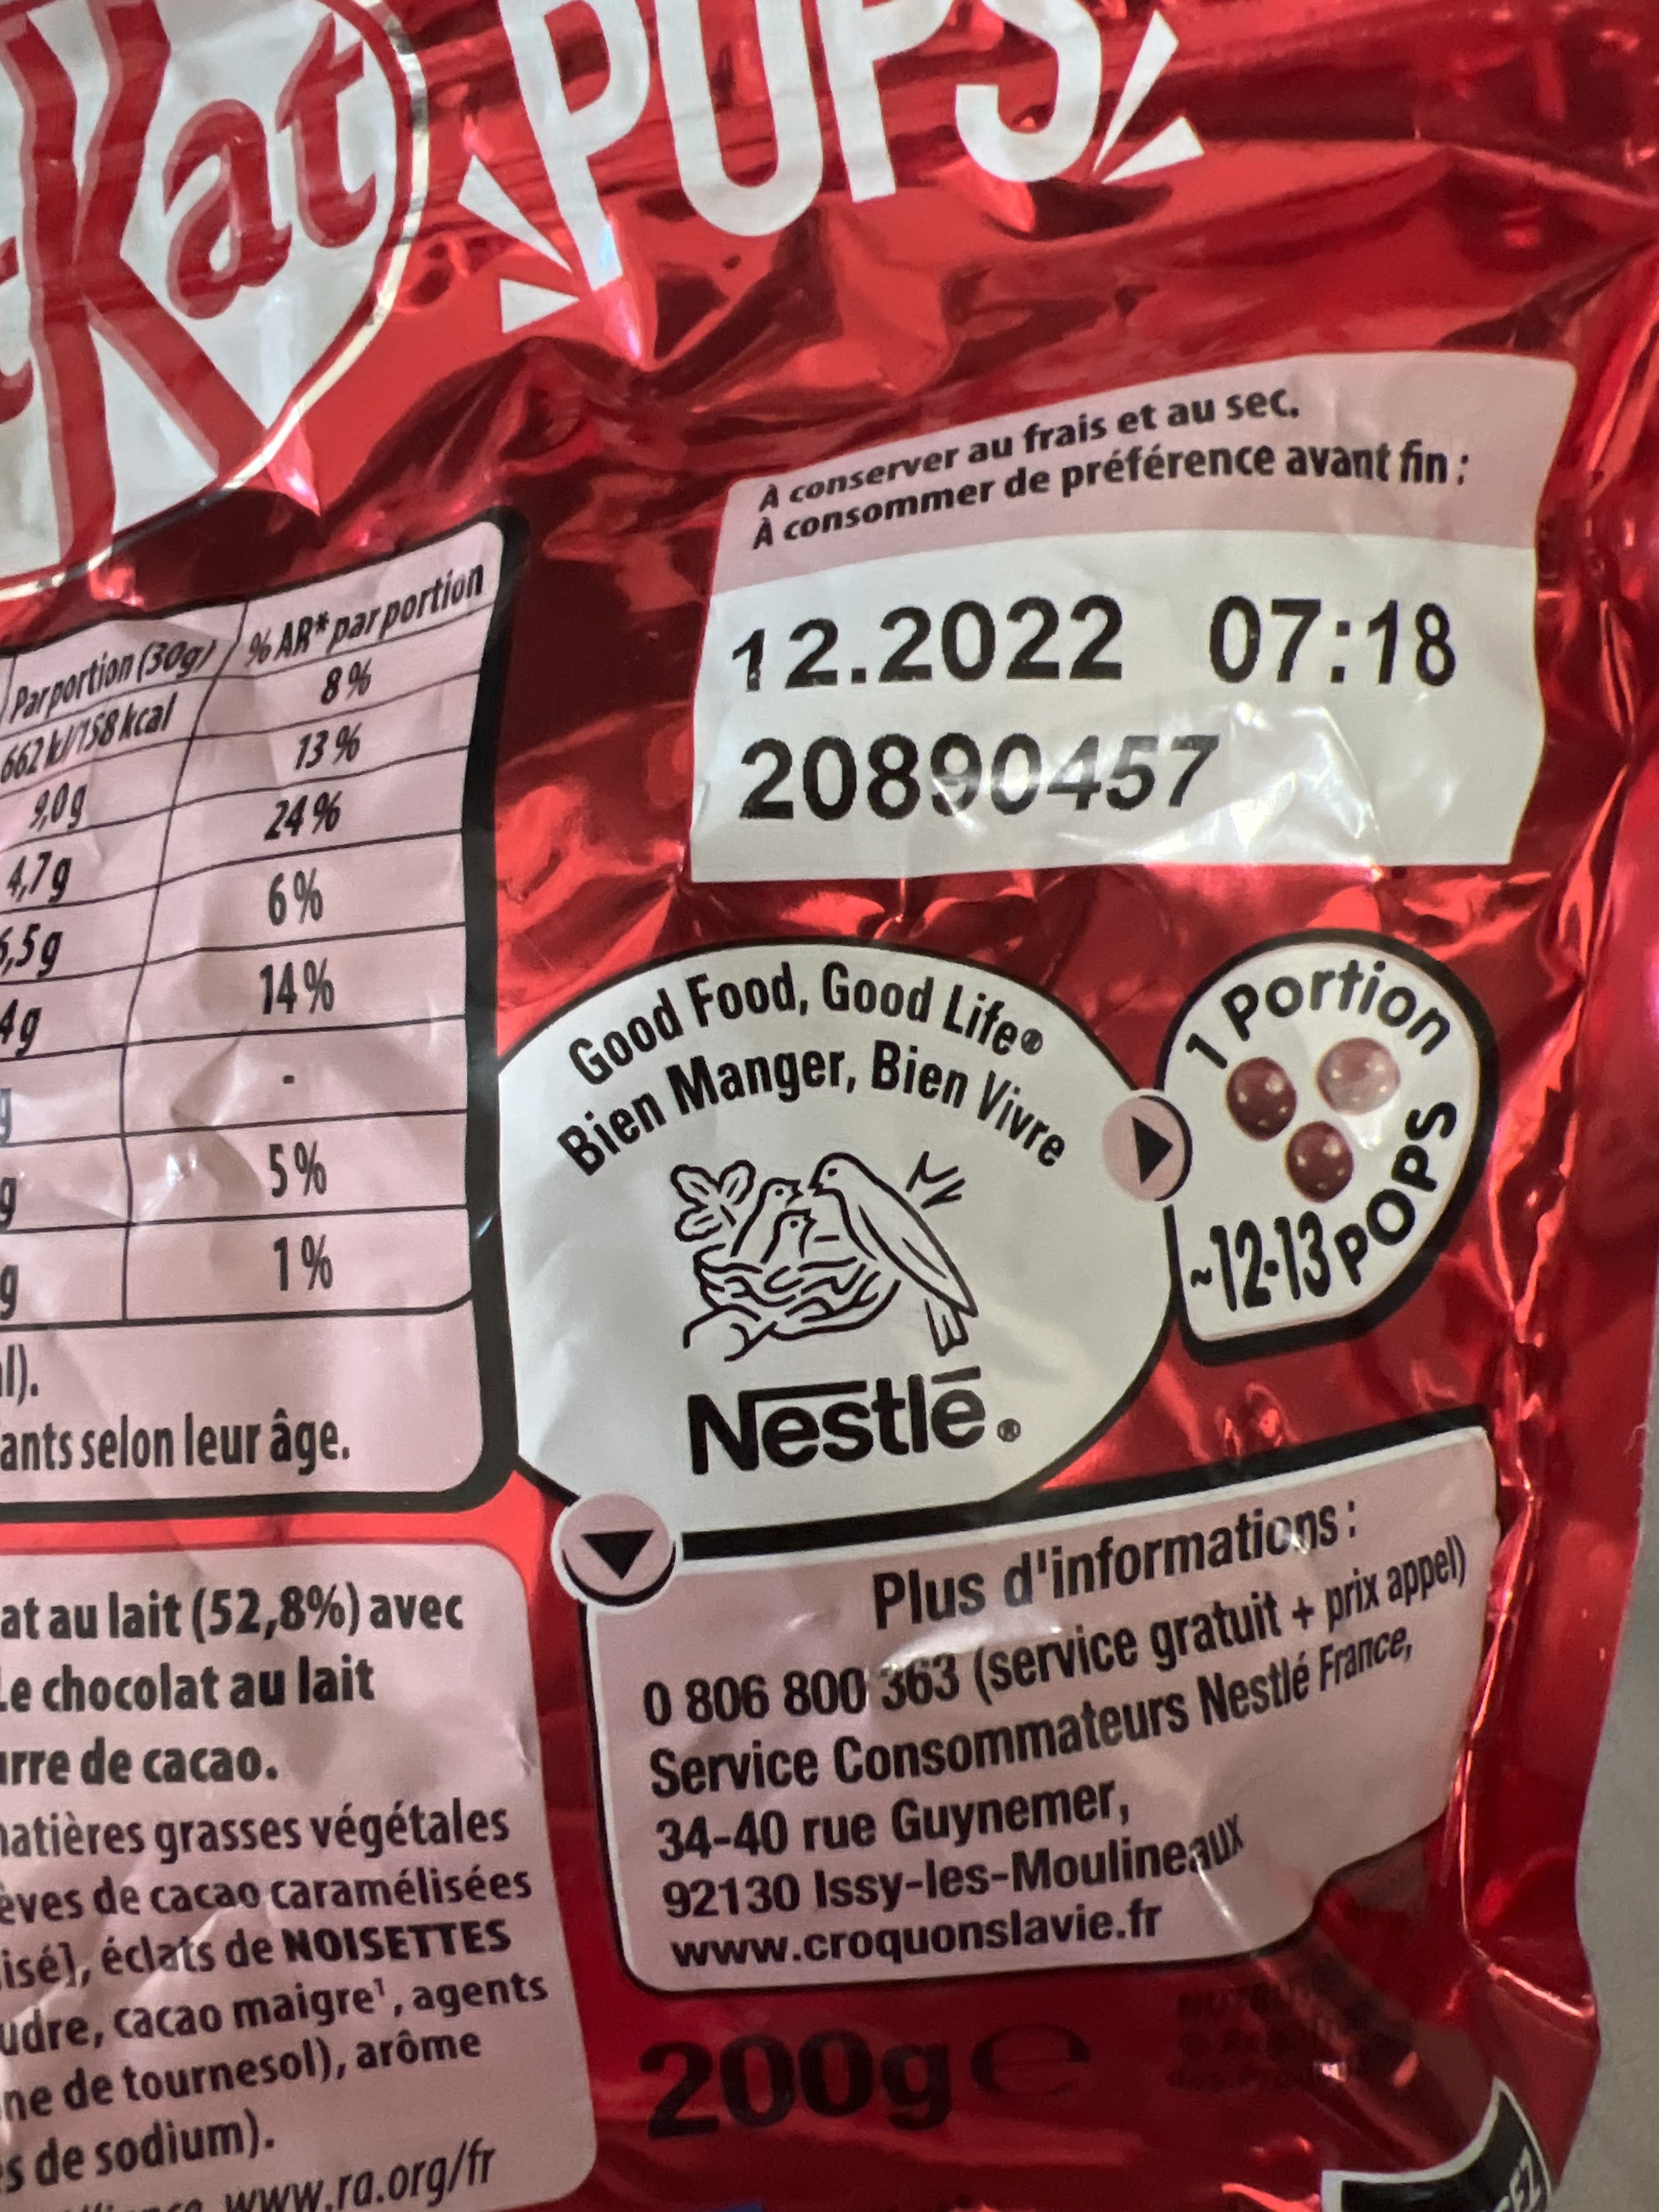 Kat
POPS
À conserver au frais et au sec.
À consommer de préférence avant fin :
12.2022 07:18
20890457
Par portion (30g) % AR* par portion
662 kJ/158 kcal 8%
9,0g 13%
4,7g 24%
6,5g 6%
4g 14%
g -
g 5%
g 1%
al).
ants selon leur âge.
Good Food, Good Life®
Bien Manger, Bien Vivre
Nestlé®
1 Portion
~12-13 POPS
Plus d'informations :
0 806 800 363 (service gratuit + prix appel)
Service Consommateurs Nestlé France,
34-40 rue Guynemer,
92130 Issy-les-Moulineaux
www.croquonslavie.fr
at au lait (52,8%) avec
Le chocolat au lait
urre de cacao.
matières grasses végétales
èves de cacao caramélisées
isé], éclats de NOISETTES
udre, cacao maigre¹, agents
ne de tournesol), arôme
s de sodium).
www.ra.org/fr
200g e